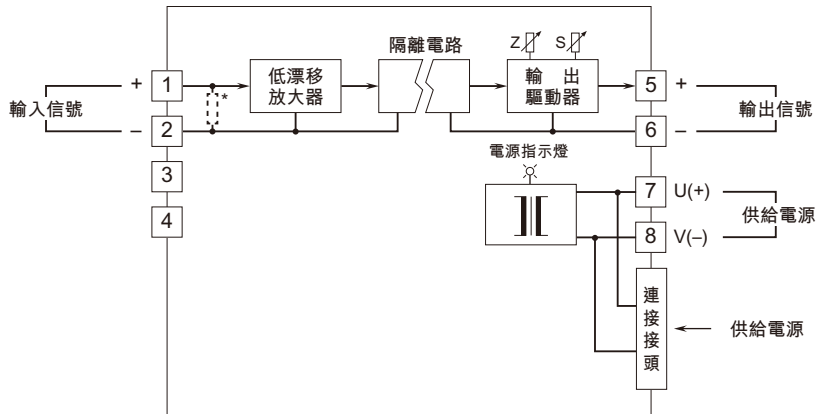 隔離電路
Z
S
+
1
低漂移
放大器
*
輸出
驅動器
5
+
輸入信號
輸出信號
–
2
6
–
電源指示燈
3
7
U(+)
供給電源
4
8
V(–)
連接接頭
供給電源